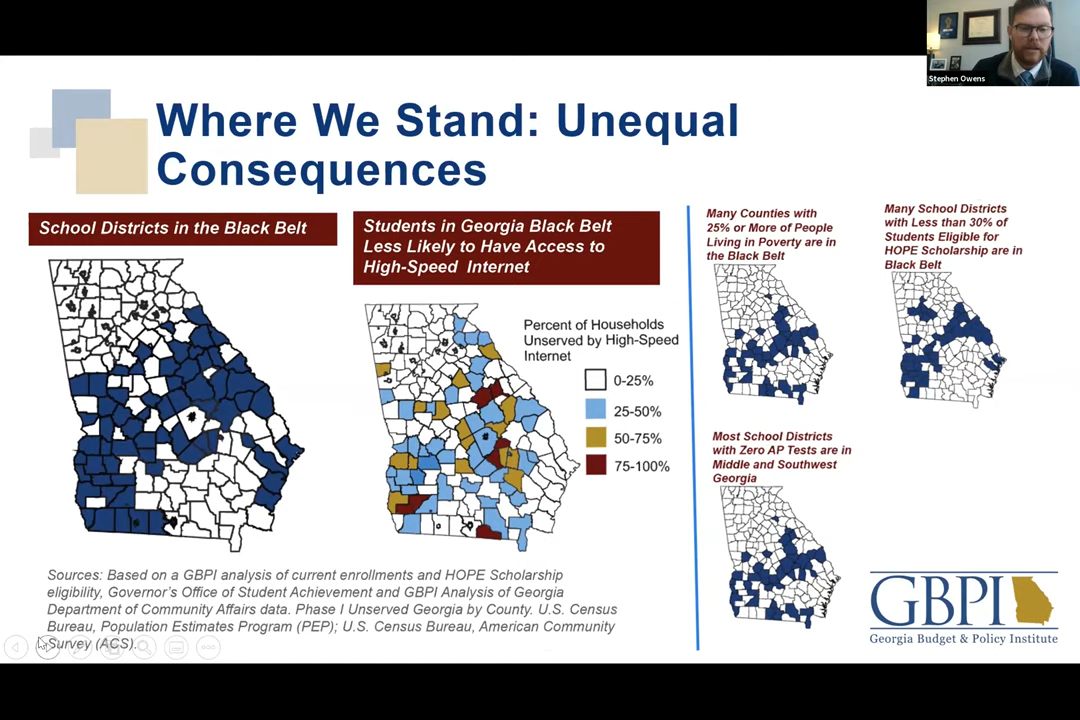 Stephen Owens
Where We Stand: Unequal
Consequences
School Districts in the Black Belt
Students in Georgia Black Belt
Less Likely to Have Access to
High-Speed Internet
Percent of Households
Unserved by High-Speed
Internet
0-25%
25-50%
50-75%
75-100%
Many Counties with
25% or More of People
Living in Poverty are in
the Black Belt
Many School Districts
with Less than 30% of
Students Eligible for
HOPE Scholarship are in
Black Belt
Most School Districts
with Zero AP Tests are in
Middle and Southwest
Georgia
Sources: Based on a GBPI analysis of current enrollments and HOPE Scholarship
eligibility, Governor's Office of Student Achievement and GBPI Analysis of Georgia
Department of Community Affairs data. Phase I Unserved Georgia by County. U.S. Census
Bureau, Population Estimates Program (PEP); U.S. Census Bureau, American Community
Survey (ACS).
GBPI
Georgia Budget & Policy Institute